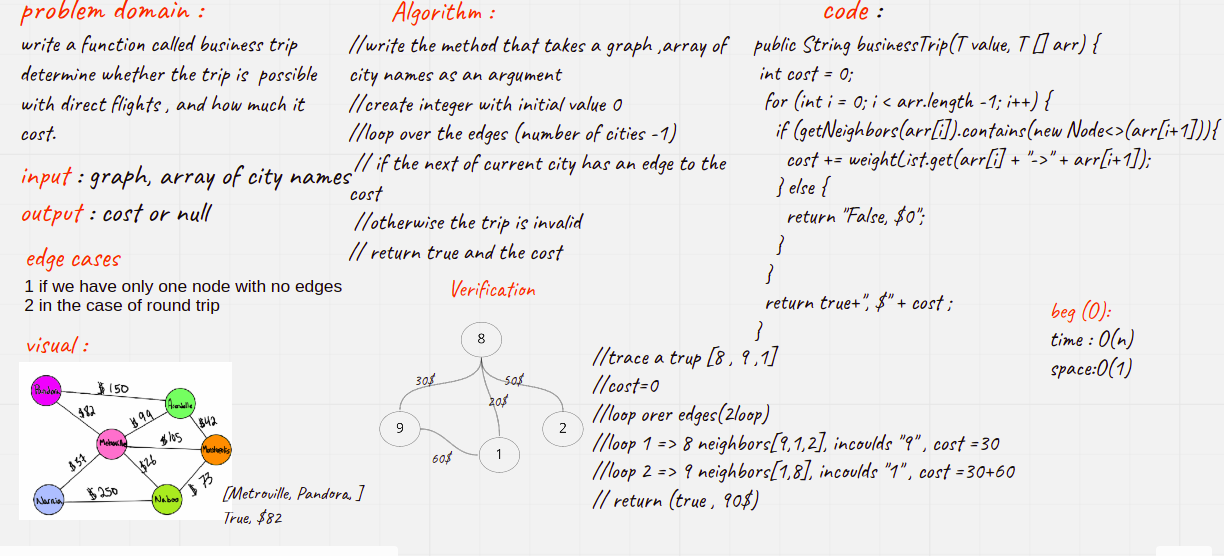 problem domain :
write a function called business trip
determine whether the trip is possible
with direct flights , and how much it
cost.
input : graph, array of city names
output : cost or null
edge cases
1 if we have only one node with no edges
2 in the case of round trip
visual :
Pandora
$150
Arendelle
$82
$99
$42
Metroville
$105
Monstropolis
$37
$26
$73
Narnia
$250
Naboo
[Metroville, Pandora, ]
True, $82
Algorithm :
//write the method that takes a graph ,array of
city names as an argument
//create integer with initial value 0
//loop over the edges (number of cities -1)
// if the next of current city has an edge to the
cost
//otherwise the trip is invalid
// return true and the cost
Verification
8
30$
50$
20$
9
2
60$
1
code :
public String businessTrip(T value, T [] arr) {
int cost = 0;
for (int i = 0; i < arr.length -1; i++) {
if (getNeighbors(arr[i]).contains(new Node<>(arr[i+1]))){
cost += weightList.get(arr[i] + "->" + arr[i+1]);
} else {
return "False, $0";
}
}
return true+", $" + cost ;
}
//trace a trup [8 , 9 ,1]
//cost=0
//loop orer edges(2loop)
//loop 1 => 8 neighbors[9,1,2], incoulds "9" , cost =30
//loop 2 => 9 neighbors[1,8], incoulds "1" , cost =30+60
// return (true , 90$)
beg (O):
time : O(n)
space:O(1)